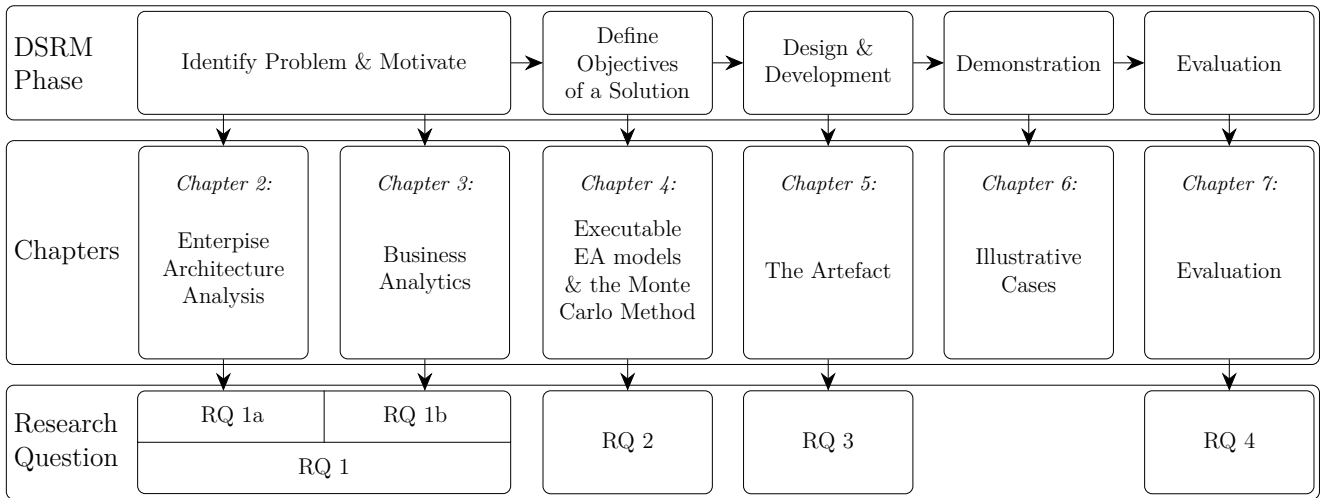 DSRM
Phase
Identify Problem & Motivate
Define
Objectives
of a Solution
Design &
Development
Demonstration
Evaluation
Chapters
Chapter 2:
Enterpise
Architecture
Analysis
Chapter 3:
Business
Analytics
Chapter 4:
Executable
EA models
& the Monte
Carlo Method
Chapter 5:
The Artefact
Chapter 6:
Illustrative
Cases
Chapter 7:
Evaluation
Research
Question
RQ 1a
RQ 1b
RQ 1
RQ 2
RQ 3
RQ 4